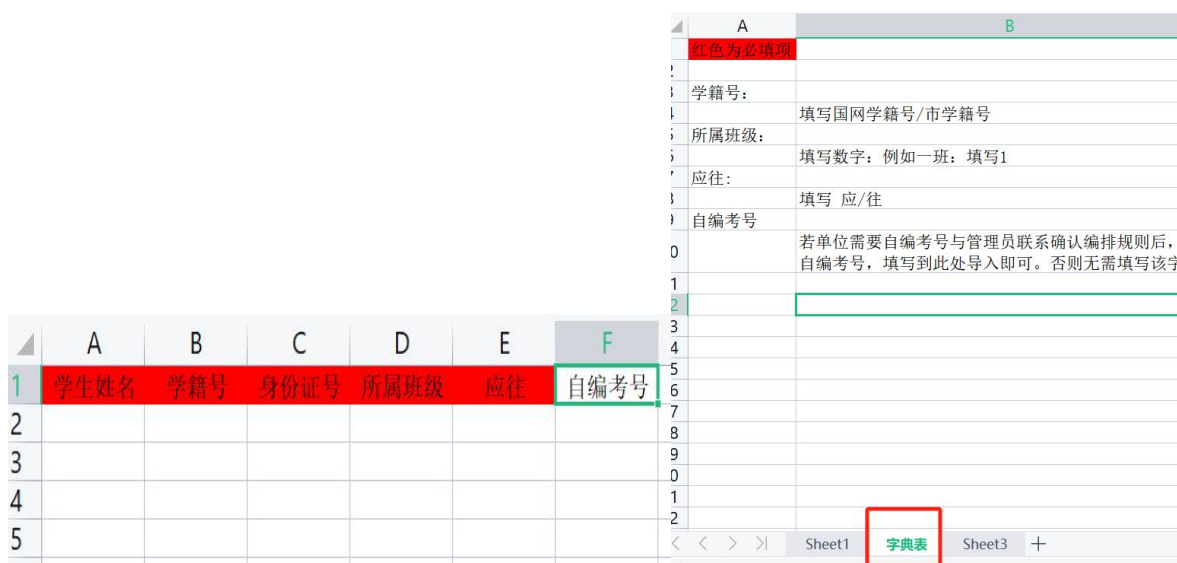 A B C D E F
1 学生姓名 学籍号 身份证号 所属班级 应往 自编考号
2
3
4
5
A B
红色为必填项
学籍号：
填写国网学籍号/市学籍号
所属班级：
填写数字：例如一班：填写1
应往：
填写 应/往
自编考号
若单位需要自编考号与管理员联系确认编排规则后，
自编考号，填写到此处导入即可。否则无需填写该字
Sheet1 字典表 Sheet3